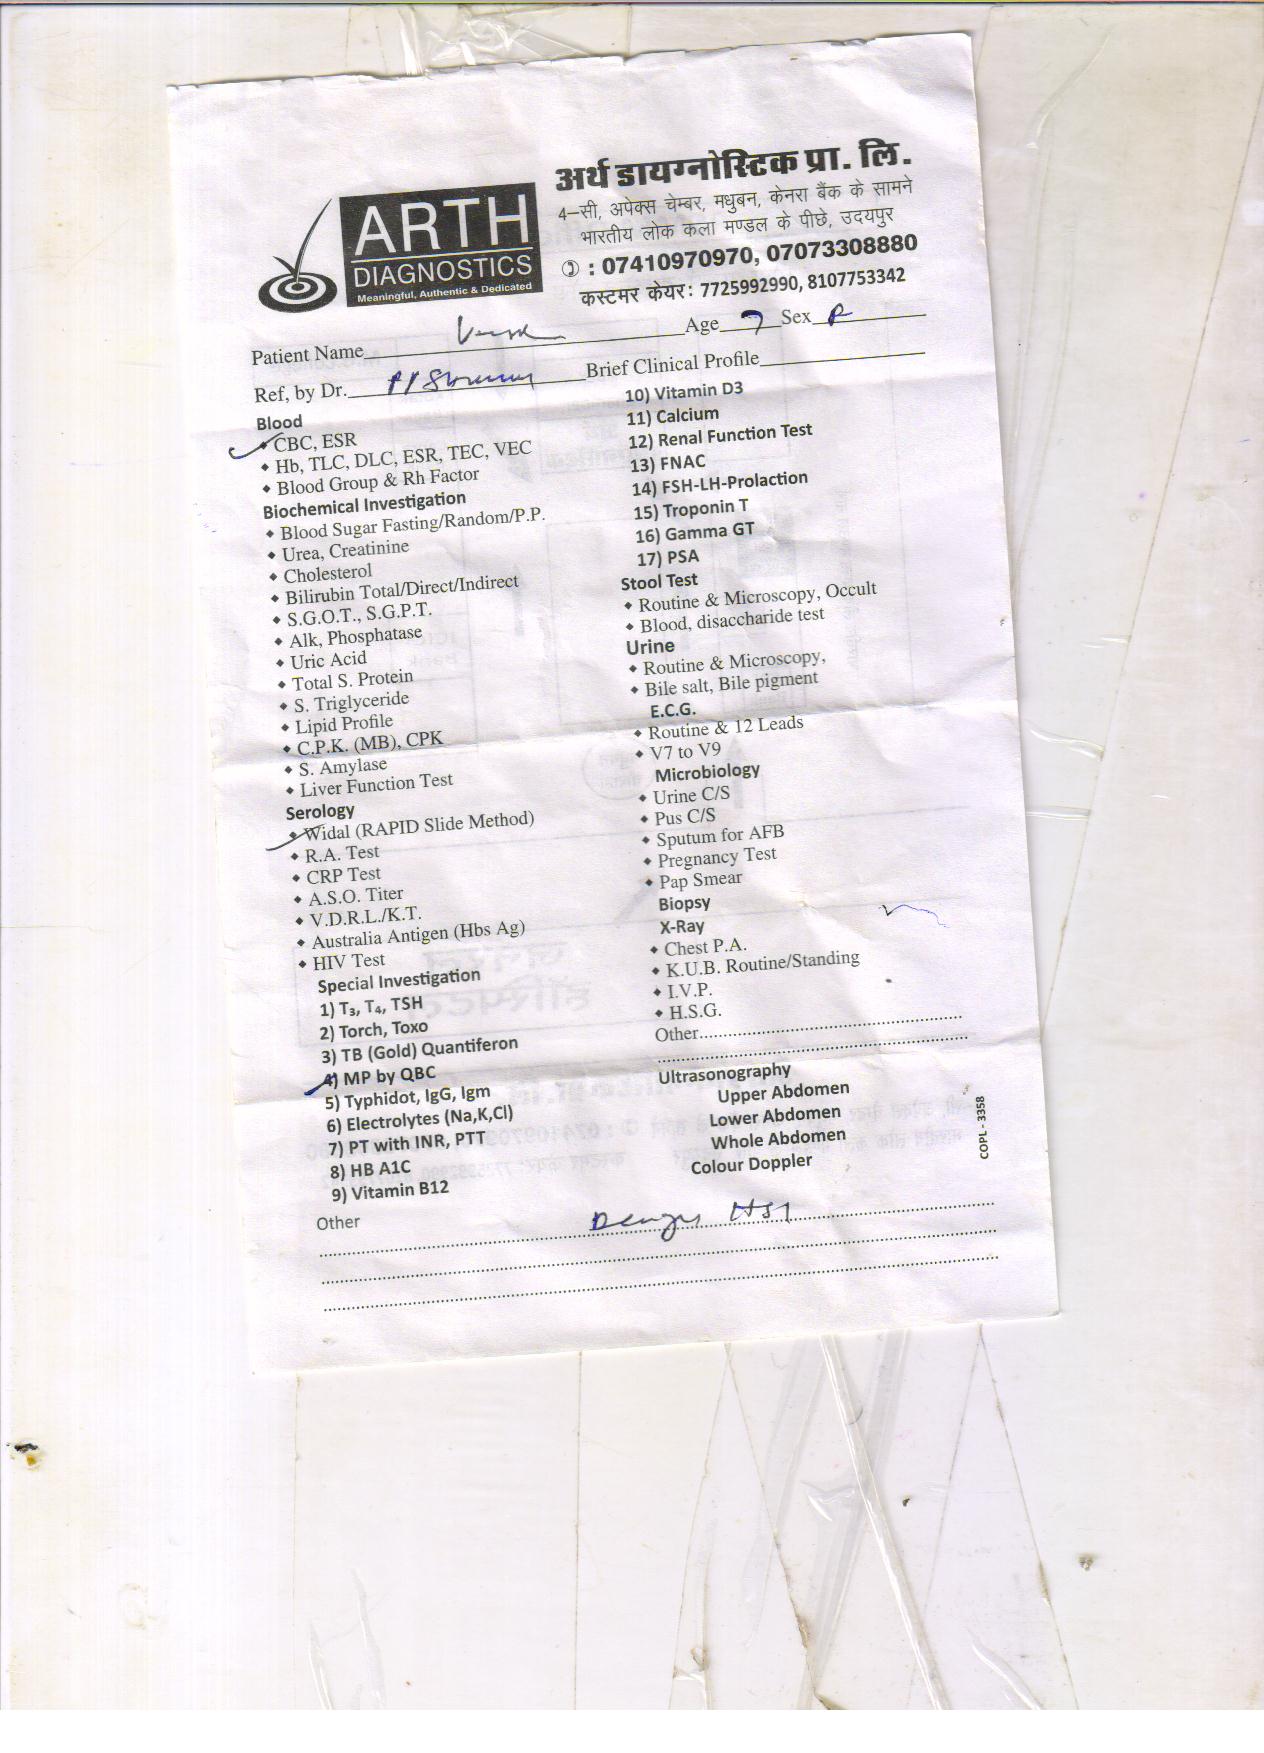 ARTH
DIAGNOSTICS
Meaningful, Authentic & Dedicated
अर्थ डायग्नोस्टिक प्रा. लि.
4-सी, अपेक्स चेम्बर, मधुबन, केनरा बैंक के सामने
भारतीय लोक कला मण्डल के पीछे, उदयपुर
: 07410970970, 07073308880
कस्टमर केयर: 7725992990, 8107753342
Patient Name Age 7 Sex
Ref, by Dr. Brief Clinical Profile
Blood
CBC, ESR
Hb, TLC, DLC, ESR, TEC, VEC
Blood Group & Rh Factor
Biochemical Investigation
Blood Sugar Fasting/Random/P.P.
Urea, Creatinine
Cholesterol
Bilirubin Total/Direct/Indirect
S.G.O.T., S.G.P.T.
Alk, Phosphatase
Uric Acid
Total S. Protein
S. Triglyceride
Lipid Profile
C.P.K. (MB), CPK
S. Amylase
Liver Function Test
Serology
Widal (RAPID Slide Method)
R.A. Test
CRP Test
A.S.O. Titer
V.D.R.L./K.T.
Australia Antigen (Hbs Ag)
HIV Test
Special Investigation
1) T₃, T₄, TSH
2) Torch, Toxo
3) TB (Gold) Quantiferon
4) MP by QBC
5) Typhidot, IgG, Igm
6) Electrolytes (Na,K,Cl)
7) PT with INR, PTT
8) HB A1C
9) Vitamin B12
10) Vitamin D3
11) Calcium
12) Renal Function Test
13) FNAC
14) FSH-LH-Prolaction
15) Troponin T
16) Gamma GT
17) PSA
Stool Test
Routine & Microscopy, Occult
Blood, disaccharide test
Urine
Routine & Microscopy,
Bile salt, Bile pigment
E.C.G.
Routine & 12 Leads
V7 to V9
Microbiology
Urine C/S
Pus C/S
Sputum for AFB
Pregnancy Test
Pap Smear
Biopsy
X-Ray
Chest P.A.
K.U.B. Routine/Standing
I.V.P.
H.S.G.
Other
Ultrasonography
Upper Abdomen
Lower Abdomen
Whole Abdomen
Colour Doppler
COPL - 3358
Other Dengue